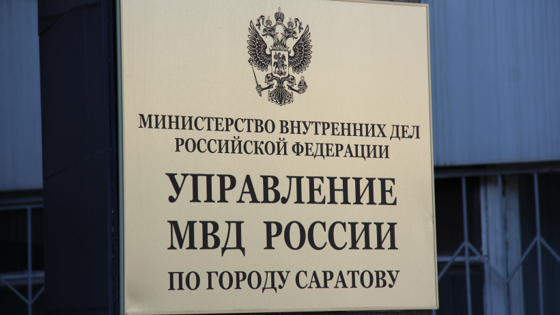 МИНИСТЕРСТВО ВНУТРЕННИХ ДЕЛ
РОССИЙСКОЙ ФЕДЕРАЦИИ
УПРАВЛЕНИЕ
МВД РОССИИ
ПО ГОРОДУ САРАТОВУ